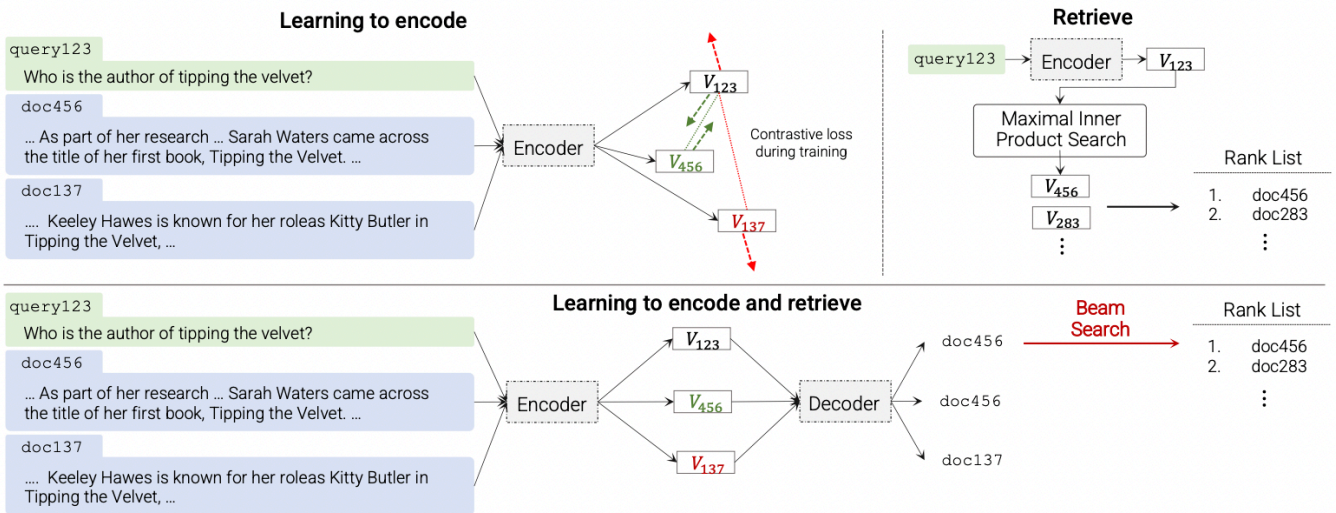 Learning to encode
query123
Who is the author of tipping the velvet?
doc456
... As part of her research ... Sarah Waters came across
the title of her first book, Tipping the Velvet. ...
doc137
.... Keeley Hawes is known for her roleas Kitty Butler in
Tipping the Velvet, ...
Encoder
V123
V456
V137
Contrastive loss
during training
Retrieve
query123
Encoder
V123
Maximal Inner
Product Search
V456
V283
⋮
Rank List
1. doc456
2. doc283
⋮
Learning to encode and retrieve
query123
Who is the author of tipping the velvet?
doc456
... As part of her research ... Sarah Waters came across
the title of her first book, Tipping the Velvet. ...
doc137
.... Keeley Hawes is known for her roleas Kitty Butler in
Tipping the Velvet, ...
Encoder
V123
V456
V137
Decoder
doc456
doc456
doc137
Beam
Search
Rank List
1. doc456
2. doc283
⋮